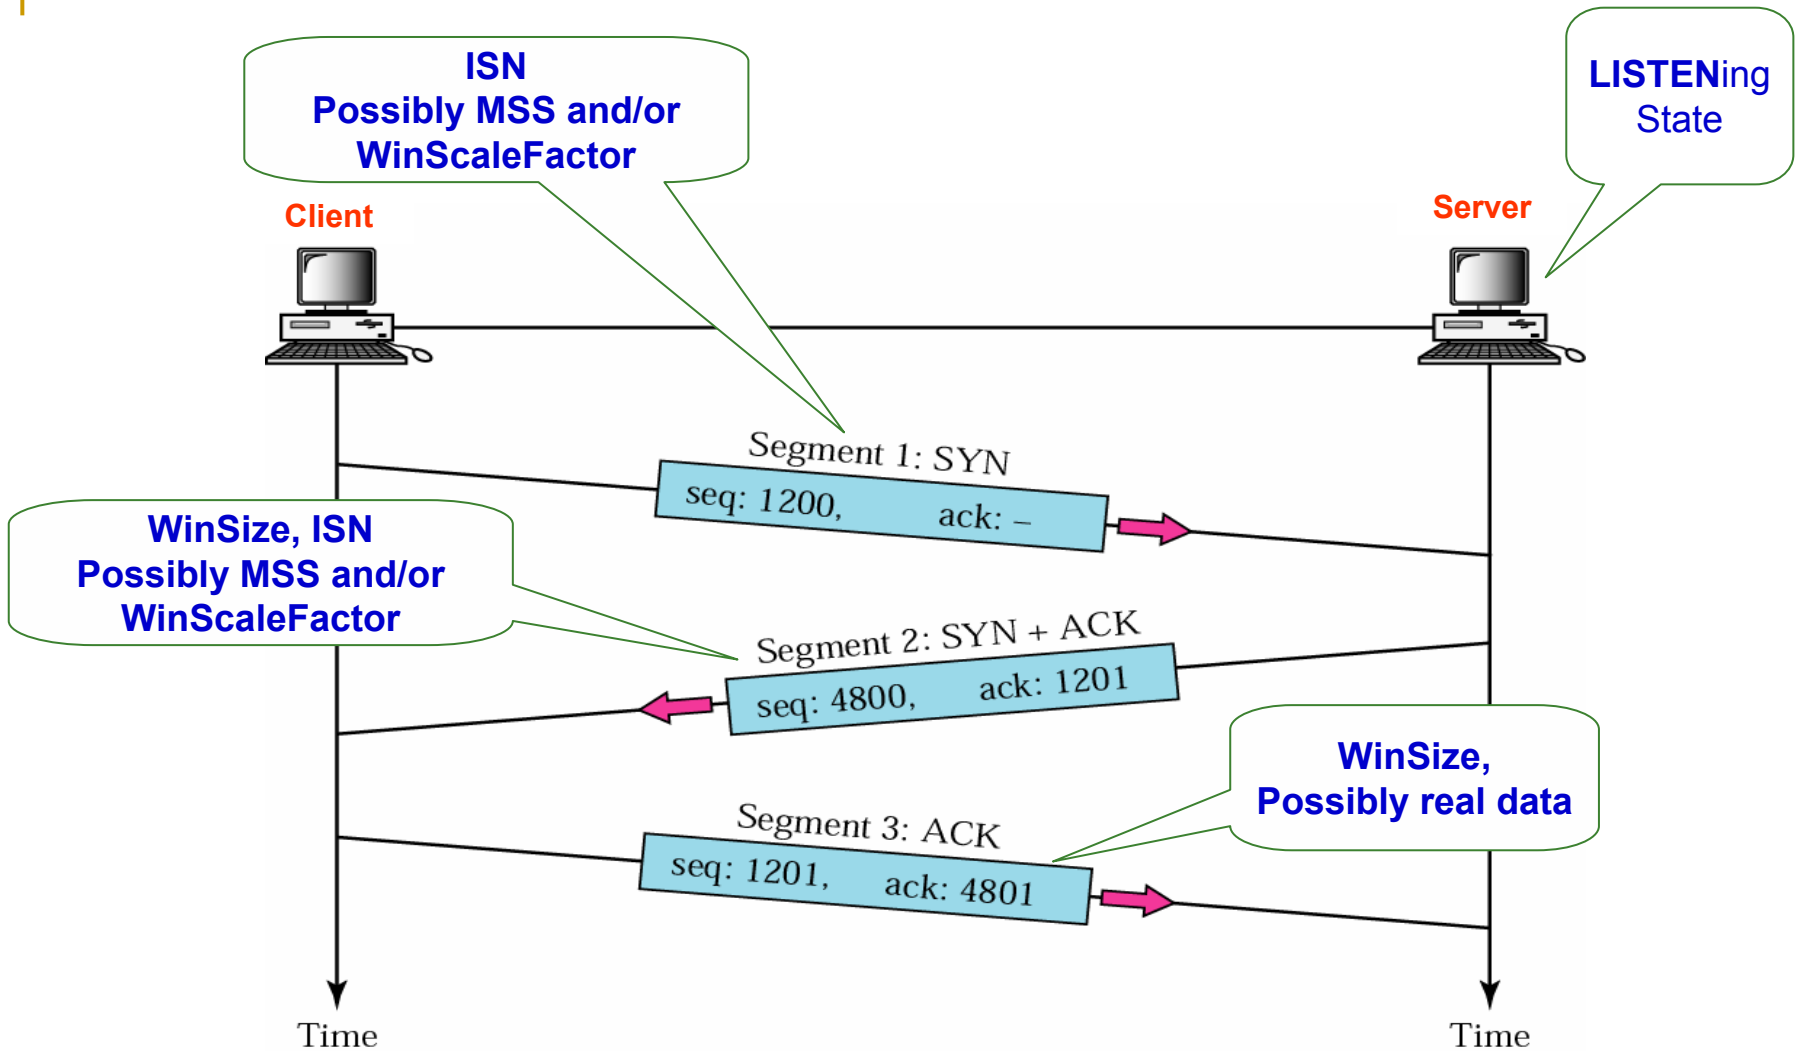 ISN
Possibly MSS and/or
WinScaleFactor
LISTENing
State
Client
Server
Segment 1: SYN
seq: 1200, ack: –
WinSize, ISN
Possibly MSS and/or
WinScaleFactor
Segment 2: SYN + ACK
seq: 4800, ack: 1201
WinSize,
Possibly real data
Segment 3: ACK
seq: 1201, ack: 4801
Time
Time